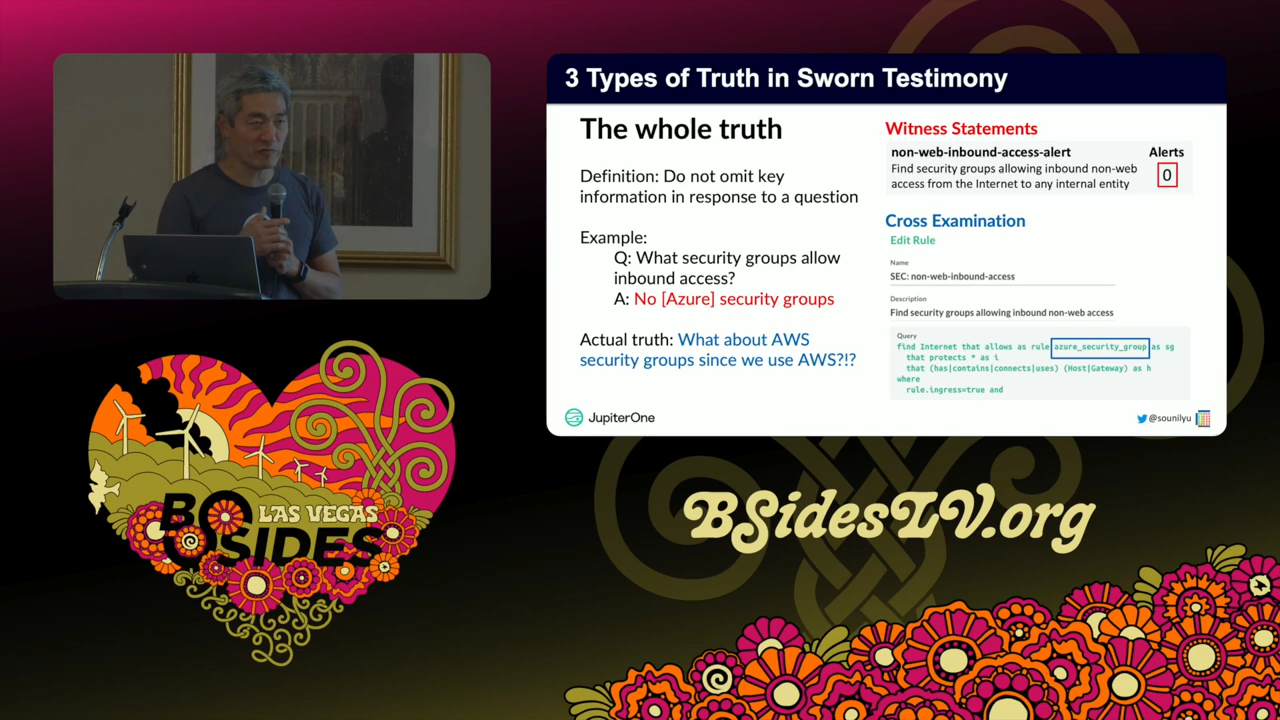 3 Types of Truth in Sworn Testimony
The whole truth
Definition: Do not omit key
information in response to a question
Example:
Q: What security groups allow
inbound access?
A: No [Azure] security groups
Actual truth: What about AWS
security groups since we use AWS?!?
Witness Statements
non-web-inbound-access-alert
Find security groups allowing inbound non-web
access from the Internet to any internal entity
Alerts
0
Cross Examination
Edit Rule
Name
SEC: non-web-inbound-access
Description
Find security groups allowing inbound non-web access
Query
find Internet that allows as rule azure_security_group as sg
that protects * as i
that (has|contains|connects|uses) (Host|Gateway) as h
where
rule.ingress=true and
JupiterOne
@sounilyu
LAS VEGAS
BSIDES
BSidesLV.org